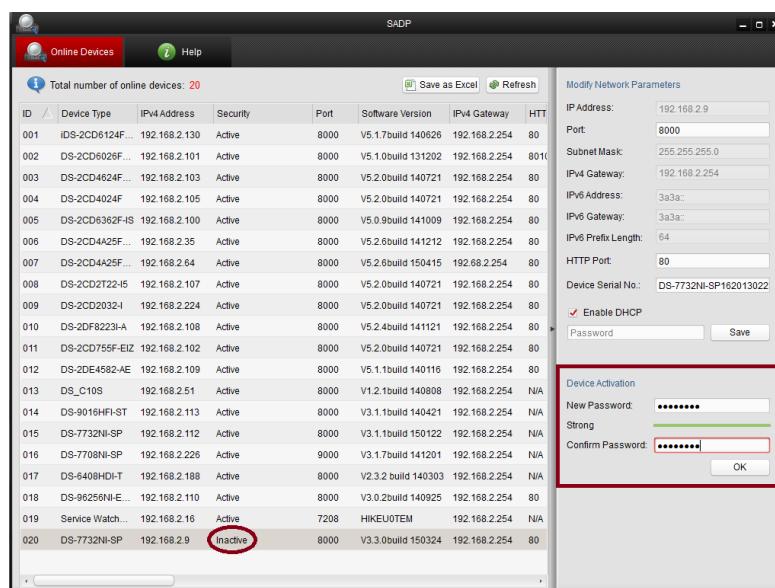 SADP
Online Devices Help
Total number of online devices: 20 Save as Excel Refresh
ID Device Type IPv4 Address Security Port Software Version IPv4 Gateway HTT
001 iDS-2CD6124F... 192.168.2.130 Active 8000 V5.1.7build 140626 192.168.2.254 80
002 DS-2CD6026F... 192.168.2.101 Active 8000 V5.1.0build 131202 192.168.2.254 8010
003 DS-2CD4624F... 192.168.2.103 Active 8000 V5.2.0build 140721 192.168.2.254 80
004 DS-2CD4024F 192.168.2.105 Active 8000 V5.2.0build 140721 192.168.2.254 80
005 DS-2CD6362F-IS 192.168.2.100 Active 8000 V5.0.9build 141009 192.168.2.254 80
006 DS-2CD4A25F... 192.168.2.35 Active 8000 V5.2.6build 141212 192.168.2.254 80
007 DS-2CD4A25F... 192.168.2.64 Active 8000 V5.2.6build 150415 192.68.2.254 80
008 DS-2CD2T22-I5 192.168.2.107 Active 8000 V5.2.0build 140721 192.168.2.254 80
009 DS-2CD2032-I 192.168.2.224 Active 8000 V5.2.0build 140721 192.168.2.254 80
010 DS-2DF8223I-A 192.168.2.108 Active 8000 V5.2.4build 141121 192.168.2.254 80
011 DS-2CD755F-EIZ 192.168.2.102 Active 8000 V5.2.0build 140721 192.168.2.254 80
012 DS-2DE4582-AE 192.168.2.109 Active 8000 V5.1.1build 140116 192.168.2.254 80
013 DS_C10S 192.168.2.51 Active 8000 V1.2.1build 140808 192.168.2.254 N/A
014 DS-9016HFI-ST 192.168.2.113 Active 8000 V3.1.1build 140421 192.168.2.254 N/A
015 DS-7732NI-SP 192.168.2.112 Active 8000 V3.1.1build 150122 192.168.2.254 N/A
016 DS-7708NI-SP 192.168.2.226 Active 9000 V3.1.7build 141201 192.168.2.254 N/A
017 DS-6408HDI-T 192.168.2.188 Active 8000 V2.3.2 build 140303 192.168.2.254 N/A
018 DS-96256NI-E... 192.168.2.110 Active 8000 V3.0.2build 140925 192.168.2.254 80
019 Service Watch... 192.168.2.16 Active 7208 HIKEU0TEM 192.168.2.254 N/A
020 DS-7732NI-SP 192.168.2.9 Inactive 8000 V3.3.0build 150324 192.168.2.254 80
Modify Network Parameters
IP Address: 192.168.2.9
Port: 8000
Subnet Mask: 255.255.255.0
IPv4 Gateway: 192.168.2.254
IPv6 Address: 3a3a::
IPv6 Gateway: 3a3a::
IPv6 Prefix Length: 64
HTTP Port: 80
Device Serial No.: DS-7732NI-SP162013022
Enable DHCP
Password Save
Device Activation
New Password: ●●●●●●●●
Strong
Confirm Password: ●●●●●●●●
OK